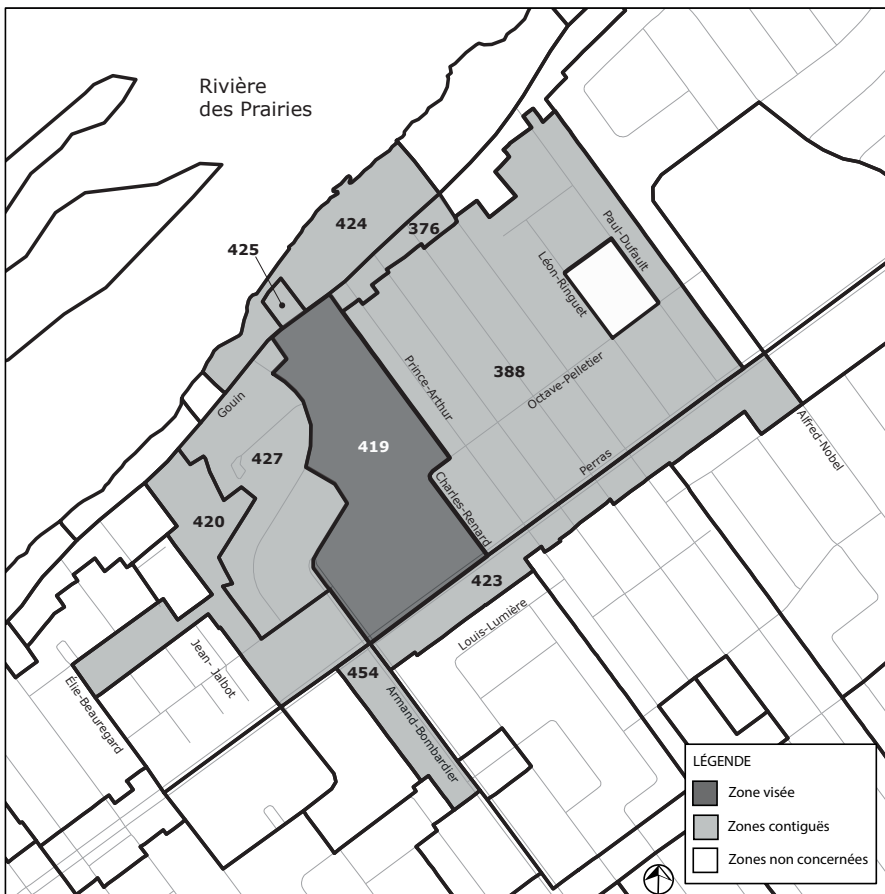 Rivière
des Prairies
424
376
425
Paul-Dufault
Léon-Ringuet
Prince-Arthur
388
Octave-Pelletier
Gouin
419
427
Perras
Alfred-Nobel
Charles-Renard
420
423
Louis-Lumière
Jean- Jalbot
454
Élie-Beauregard
Armand-Bombardier
LÉGENDE
Zone visée
Zones contiguës
Zones non concernées